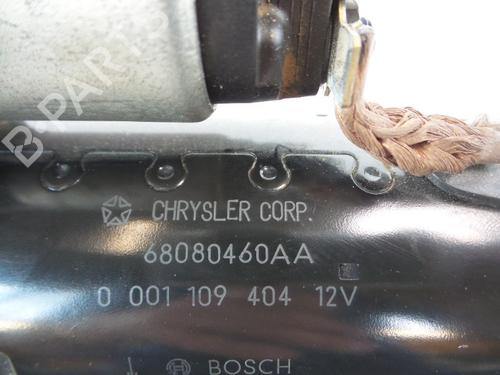 B-PARTS
CHRYSLER CORP.
68080460AA
0 001 109 404 12V
BOSCH